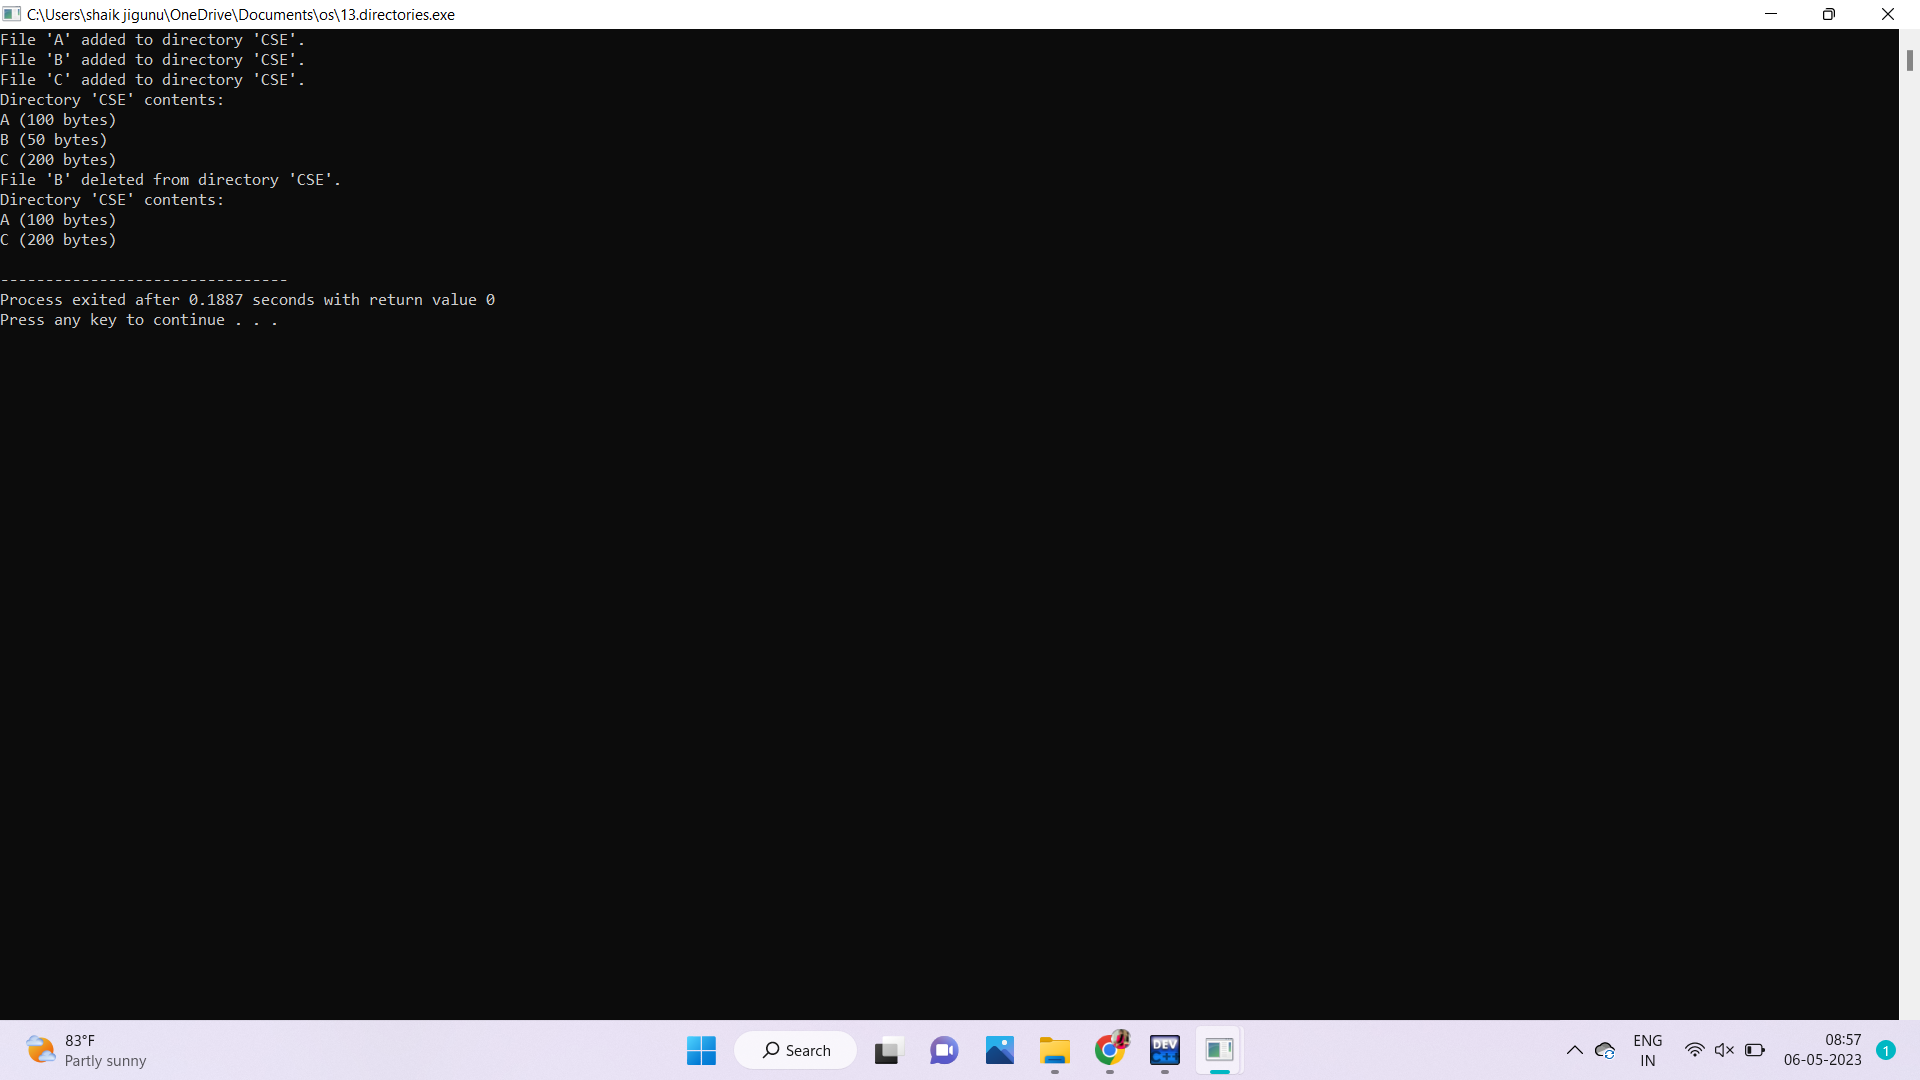 C:\Users\shaik jigunu\OneDrive\Documents\os\13.directories.exe
File 'A' added to directory 'CSE'.
File 'B' added to directory 'CSE'.
File 'C' added to directory 'CSE'.
Directory 'CSE' contents:
A (100 bytes)
B (50 bytes)
C (200 bytes)
File 'B' deleted from directory 'CSE'.
Directory 'CSE' contents:
A (100 bytes)
C (200 bytes)
--------------------------------
Process exited after 0.1887 seconds with return value 0
Press any key to continue . . .
83°F
Partly sunny
Search
DEV
C++
ENG
IN
08:57
06-05-2023
1